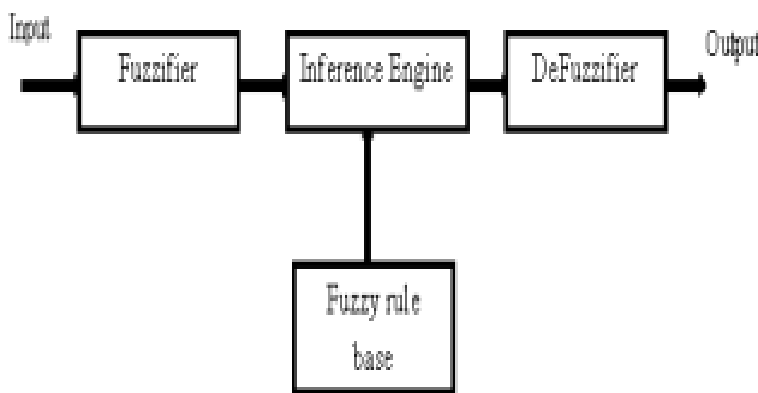 Input
Fuzzifier
Inference Engine
DeFuzzifier
Output
Fuzzy rule
base